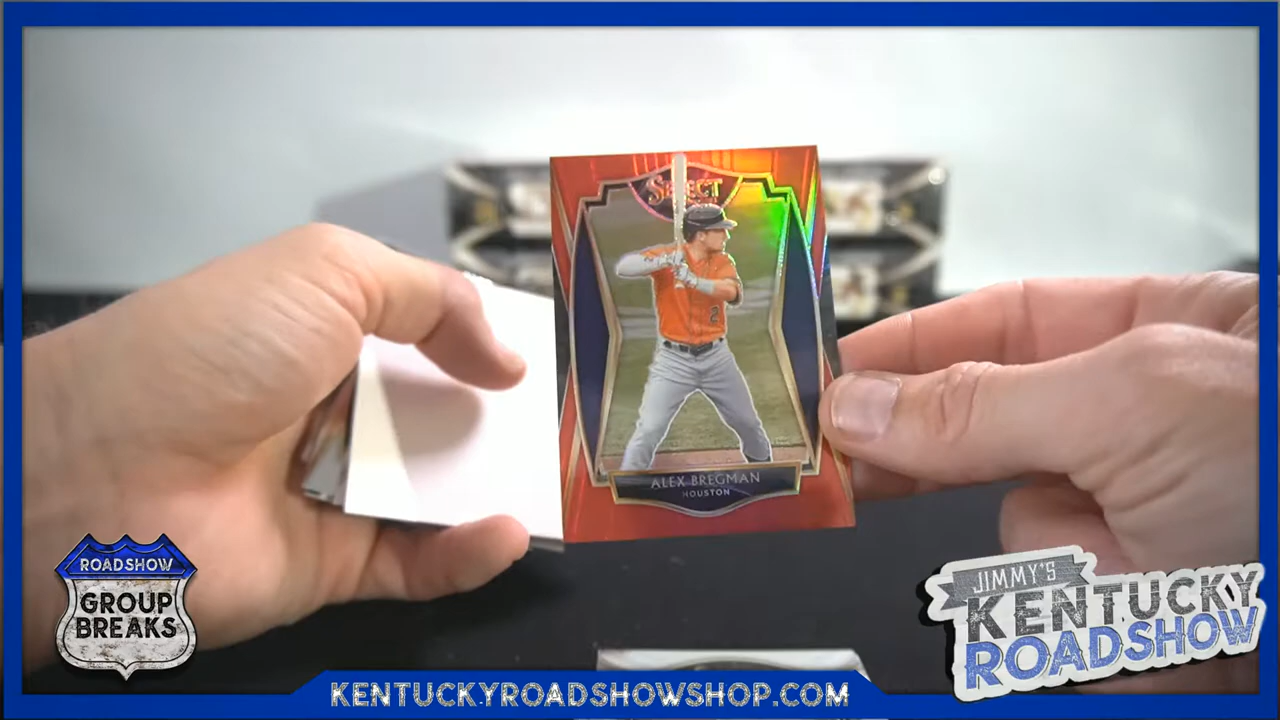 SELECT
2
ALEX BREGMAN
HOUSTON
ROADSHOW
GROUP
BREAKS
JIMMY'S
KENTUCKY
ROADSHOW
KENTUCKYROADSHOWSHOP.COM